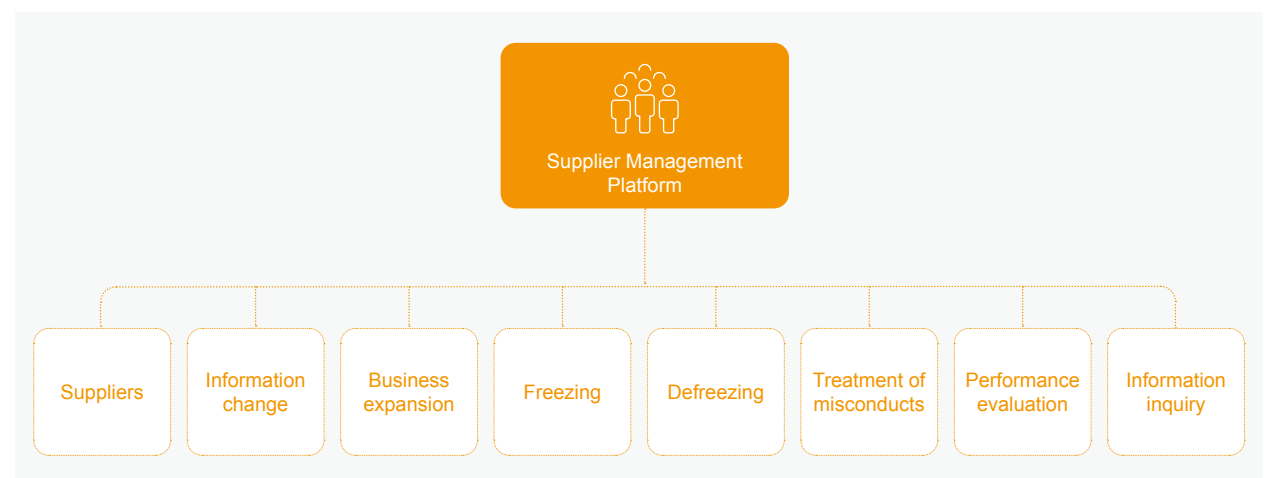 Supplier Management
Platform
Suppliers
Information
change
Business
expansion
Freezing
Defreezing
Treatment of
misconducts
Performance
evaluation
Information
inquiry